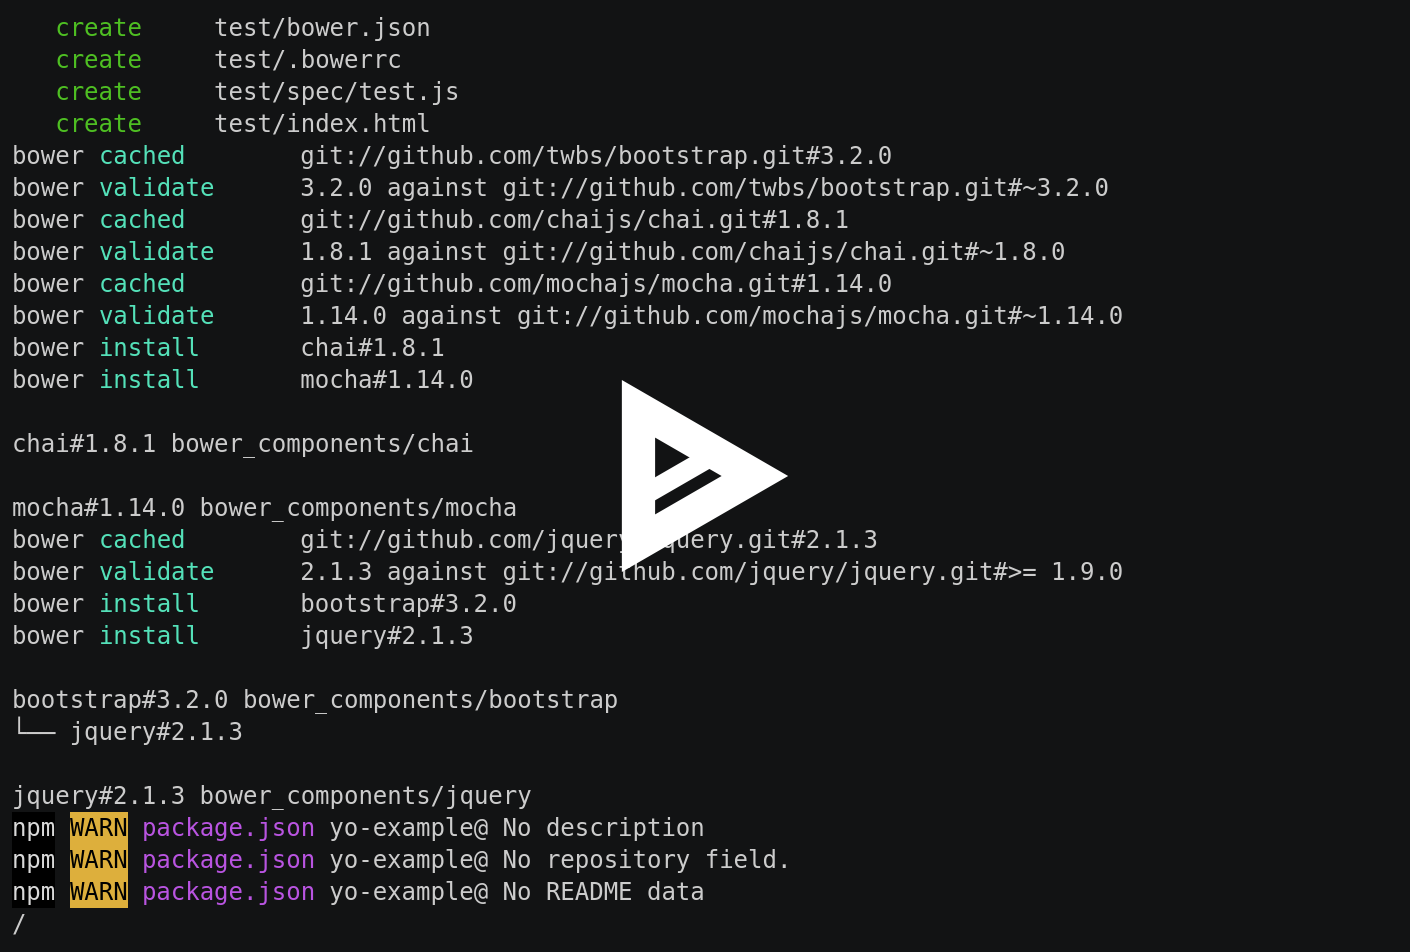 create test/bower.json
create test/.bowerrc
create test/spec/test.js
create test/index.html
bower cached git://github.com/twbs/bootstrap.git#3.2.0
bower validate 3.2.0 against git://github.com/twbs/bootstrap.git#~3.2.0
bower cached git://github.com/chaijs/chai.git#1.8.1
bower validate 1.8.1 against git://github.com/chaijs/chai.git#~1.8.0
bower cached git://github.com/mochajs/mocha.git#1.14.0
bower validate 1.14.0 against git://github.com/mochajs/mocha.git#~1.14.0
bower install chai#1.8.1
bower install mocha#1.14.0
chai#1.8.1 bower_components/chai
mocha#1.14.0 bower_components/mocha
bower cached git://github.com/jquery/jquery.git#2.1.3
bower validate 2.1.3 against git://github.com/jquery/jquery.git#>= 1.9.0
bower install bootstrap#3.2.0
bower install jquery#2.1.3
bootstrap#3.2.0 bower_components/bootstrap
└── jquery#2.1.3
jquery#2.1.3 bower_components/jquery
npm WARN package.json yo-example@ No description
npm WARN package.json yo-example@ No repository field.
npm WARN package.json yo-example@ No README data
/